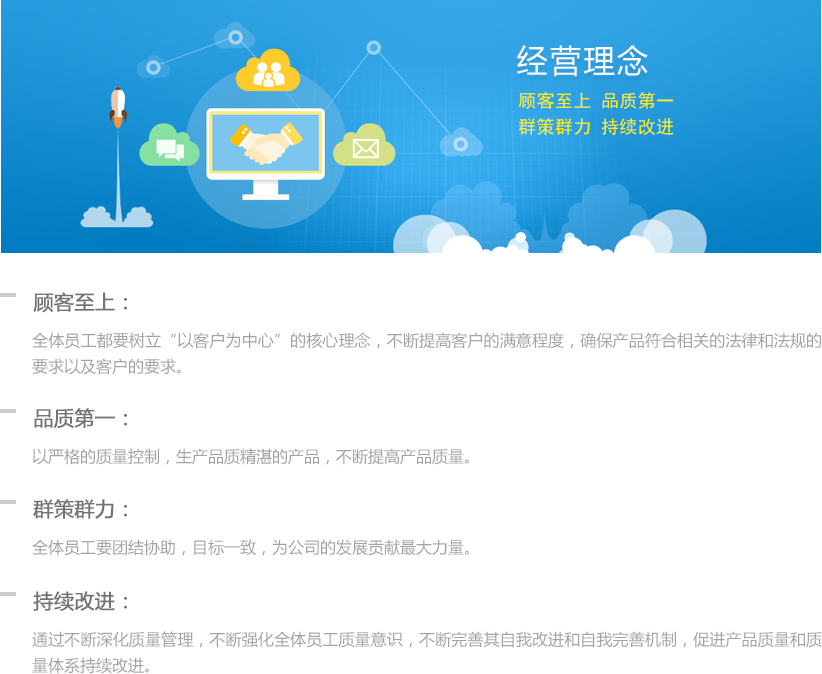 经营理念
顾客至上 品质第一
群策群力 持续改进
顾客至上：
全体员工都要树立“以客户为中心”的核心理念，不断提高客户的满意程度，确保产品符合相关的法律和法规的
要求以及客户的要求。
品质第一：
以严格的质量控制，生产品质精湛的产品，不断提高产品质量。
群策群力：
全体员工要团结协助，目标一致，为公司的发展贡献最大力量。
持续改进：
通过不断深化质量管理，不断强化全体员工质量意识，不断完善其自我改进和自我完善机制，促进产品质量和质
量体系持续改进。